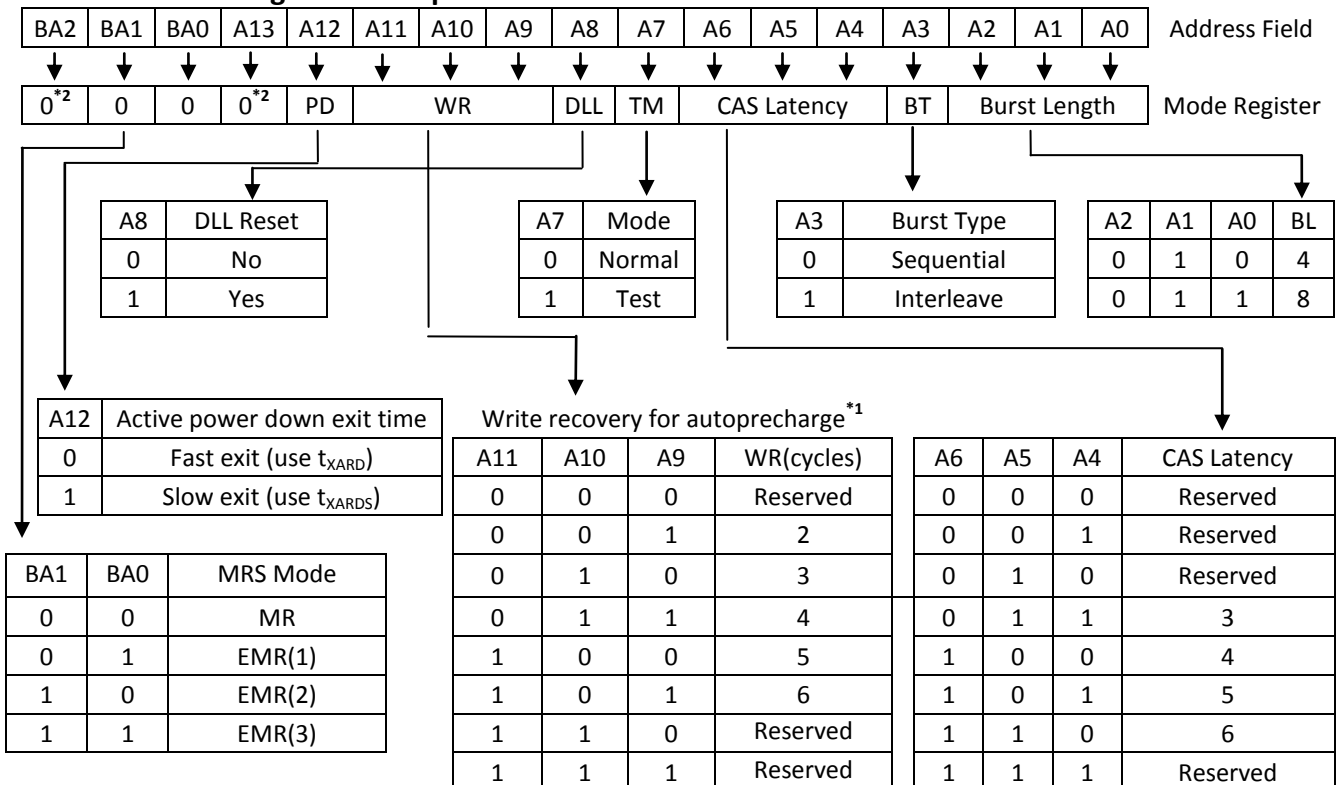 BA2 BA1 BA0 A13 A12 A11 A10 A9 A8 A7 A6 A5 A4 A3 A2 A1 A0 Address Field
0*2 0 0 0*2 PD WR DLL TM CAS Latency BT Burst Length Mode Register
A8 DLL Reset
0 No
1 Yes
A7 Mode
0 Normal
1 Test
A3 Burst Type
0 Sequential
1 Interleave
A2 A1 A0 BL
0 1 0 4
0 1 1 8
A12 Active power down exit time
0 Fast exit (use tXARD)
1 Slow exit (use tXARDS)
BA1 BA0 MRS Mode
0 0 MR
0 1 EMR(1)
1 0 EMR(2)
1 1 EMR(3)
Write recovery for autoprecharge*1
A11 A10 A9 WR(cycles)
0 0 0 Reserved
0 0 1 2
0 1 0 3
0 1 1 4
1 0 0 5
1 0 1 6
1 1 0 Reserved
1 1 1 Reserved
A6 A5 A4 CAS Latency
0 0 0 Reserved
0 0 1 Reserved
0 1 0 Reserved
0 1 1 3
1 0 0 4
1 0 1 5
1 1 0 6
1 1 1 Reserved